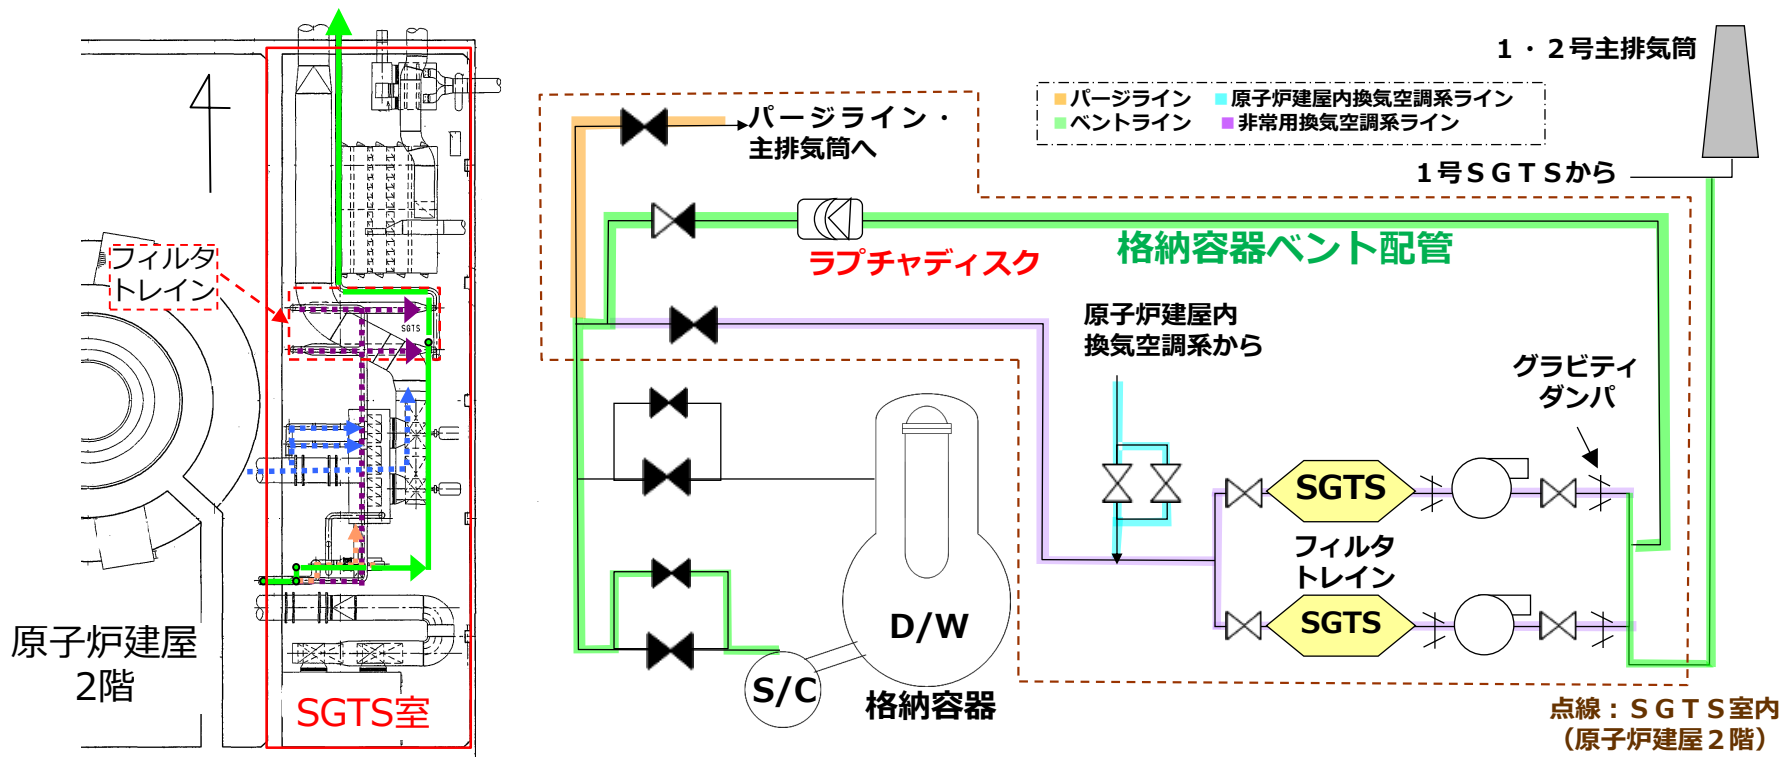 フィルタ
トレイン
SGTS
原子炉建屋
2階
SGTS室
1・2号主排気筒
パージライン
原子炉建屋内換気空調系ライン
ベントライン
非常用換気空調系ライン
1号SGTSから
パージライン・
主排気筒へ
ラプチャディスク
格納容器ベント配管
原子炉建屋内
換気空調系から
グラビティ
ダンパ
SGTS
フィルタ
トレイン
SGTS
D/W
S/C
格納容器
点線：SGTS室内
（原子炉建屋2階）